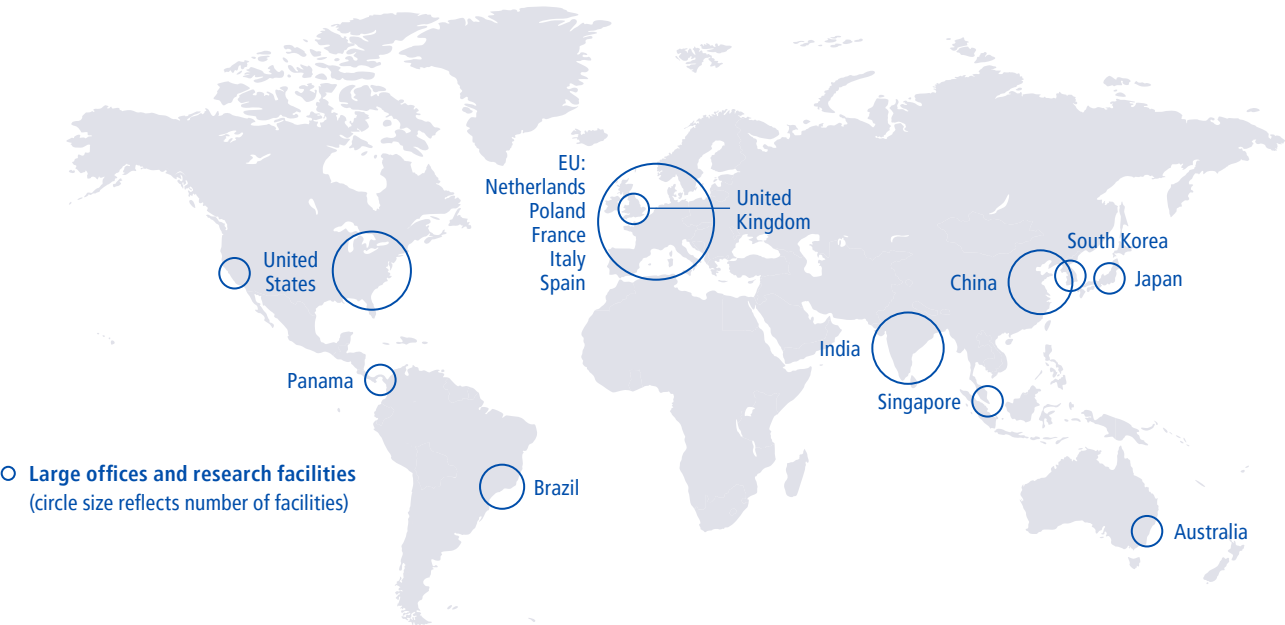 EU:
Netherlands
Poland
France
Italy
Spain
United
Kingdom
United
States
South Korea
China
Japan
India
Panama
Singapore
Large offices and research facilities
(circle size reflects number of facilities)
Brazil
Australia